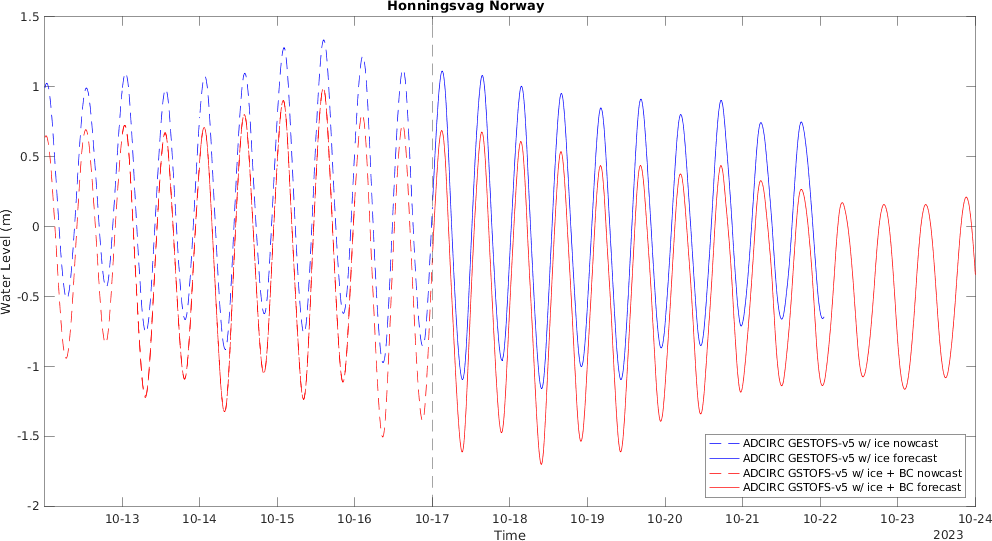 Honningsvag Norway
1.5
1
0.5
0
-0.5
-1
-1.5
-2
Water Level (m)
10-13 10-14 10-15 10-16 10-17 10-18 10-19 10-20 10-21 10-22 10-23 10-24
Time
2023
ADCIRC GESTOFS-v5 w/ ice nowcast
ADCIRC GESTOFS-v5 w/ ice forecast
ADCIRC GSTOFS-v5 w/ ice + BC nowcast
ADCIRC GSTOFS-v5 w/ ice + BC forecast